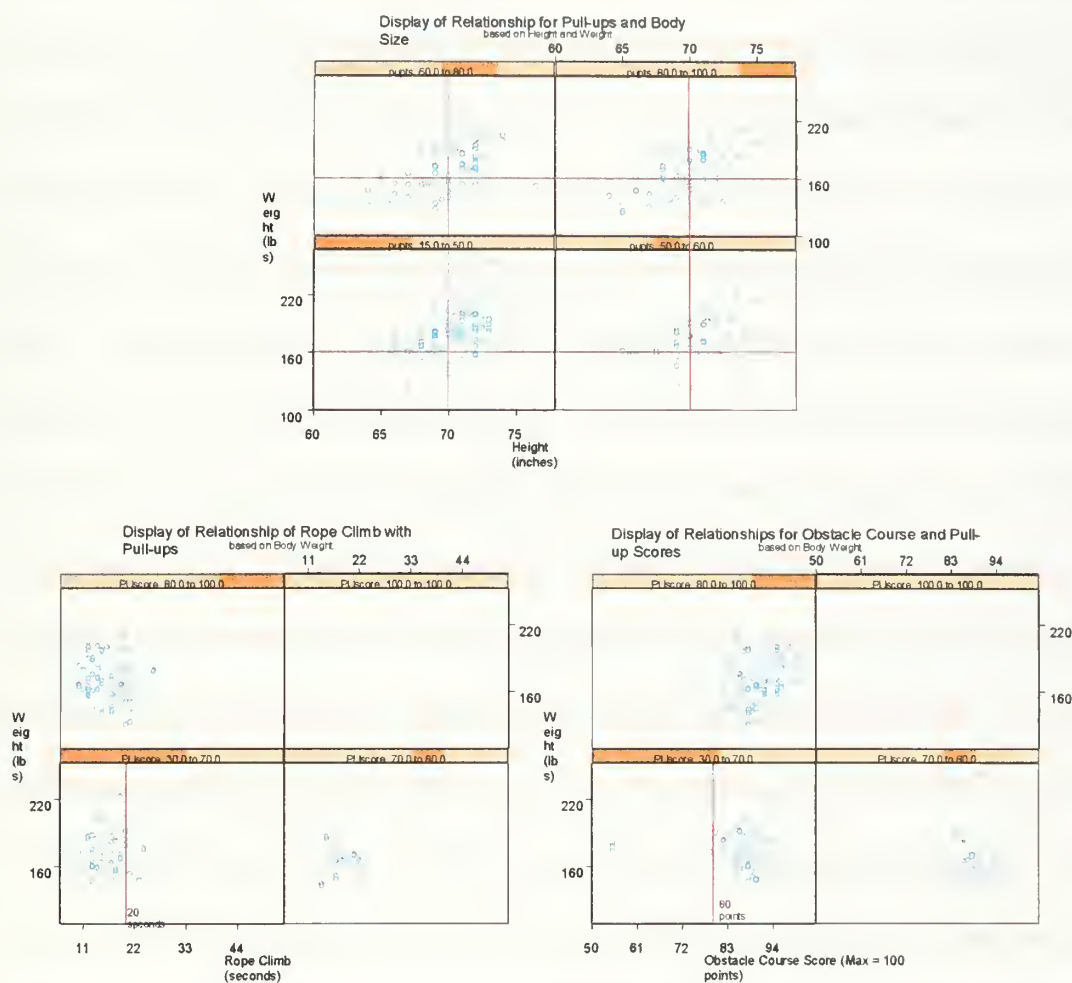 Display of Relationship for Pull-ups and Body
Size
based on Height and Weight
60 65 70 75
pupts: 60.0 to 80.0
pupts: 80.0 to 100.0
220
160
100
W
eig
ht (lb
s)
pupts: 15.0 to 50.0
pupts: 50.0 to 60.0
220
160
100
60 65 70 75
Height
(inches)
Display of Relationship of Rope Climb with
Pull-ups
based on Body Weight
11 22 33 44
PUscore: 80.0 to 100.0
PUscore: 100.0 to 100.0
220
160
W
eig
ht (lb
s)
PUscore: 30.0 to 70.0
PUscore: 70.0 to 80.0
220
160
20
seconds
11 22 33 44
Rope Climb
(seconds)
Display of Relationships for Obstacle Course and Pull-
up Scores
based on Body Weight
50 61 72 83 94
PUscore: 80.0 to 100.0
PUscore: 100.0 to 100.0
220
160
W
eig
ht (lb
s)
PUscore: 30.0 to 70.0
PUscore: 70.0 to 80.0
220
160
80
points
50 61 72 83 94
Obstacle Course Score (Max = 100
points)